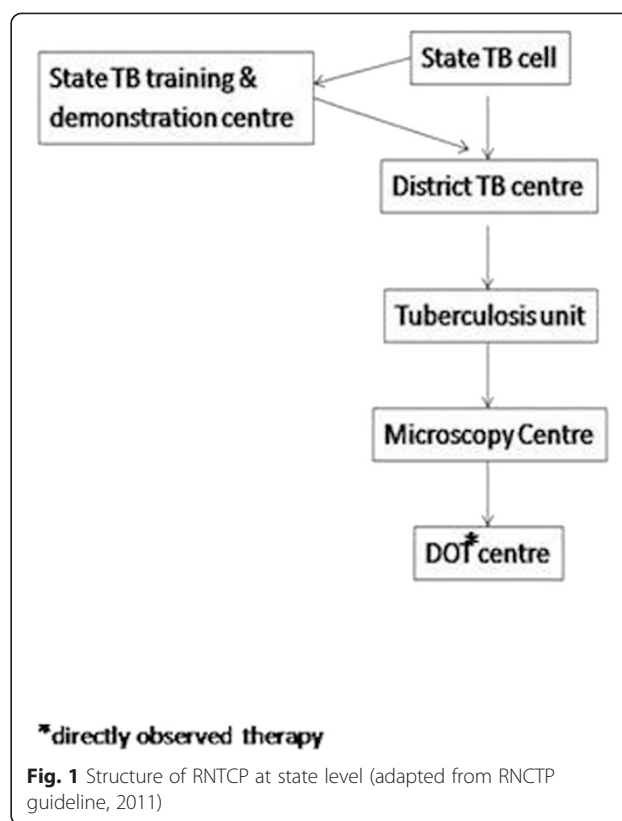 State TB cell
State TB training &
demonstration centre
District TB centre
Tuberculosis unit
Microscopy Centre
DOT* centre
*directly observed therapy
Fig. 1 Structure of RNTCP at state level (adapted from RNCTP
guideline, 2011)